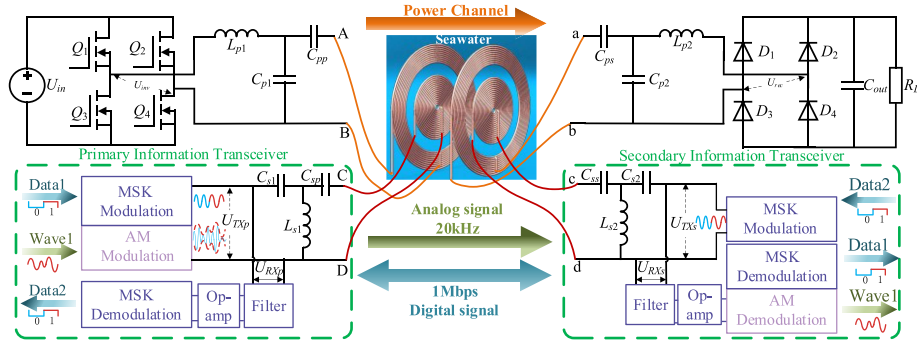 Power Channel
Seawater
Q1
Q2
Q3
Q4
Uin
Uinv
Lp1
Cp1
Cpp
A
B
a
b
Cps
Lp2
Cp2
Urec
D1
D2
D3
D4
Cout
RL
Primary Information Transceiver
Data1
0 1
Wave1
Data2
0 1
MSK
Modulation
AM
Modulation
MSK
Demodulation
Op-
amp
Filter
UTXp
URXp
Cs1
Csp
Ls1
C
D
Analog signal
20kHz
1Mbps
Digital signal
Secondary Information Transceiver
c
d
Css
Cs2
Ls2
UTXs
URXs
Filter
Op-
amp
MSK
Modulation
MSK
Demodulation
AM
Demodulation
Data2
0 1
Data1
0 1
Wave1